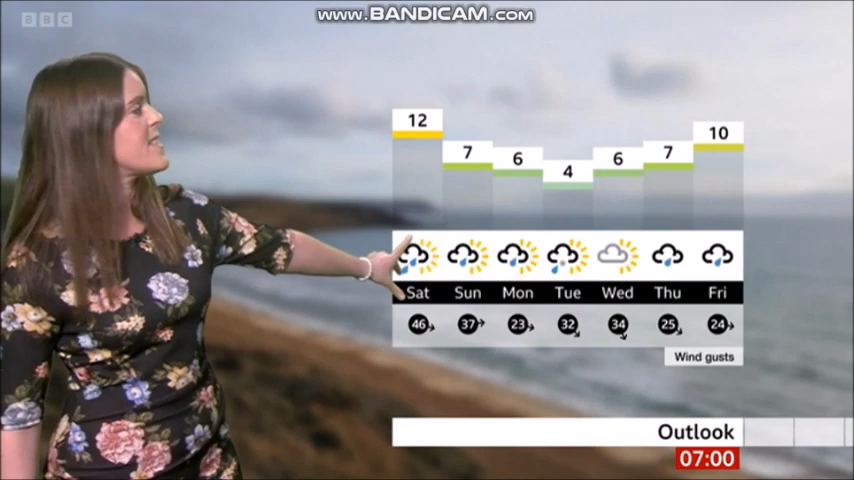 BBC
www.BANDICAM.com
12
7
6
4
6
7
10
Sat Sun Mon Tue Wed Thu Fri
46 37 23 32 34 25 24
Wind gusts
Outlook
07:00